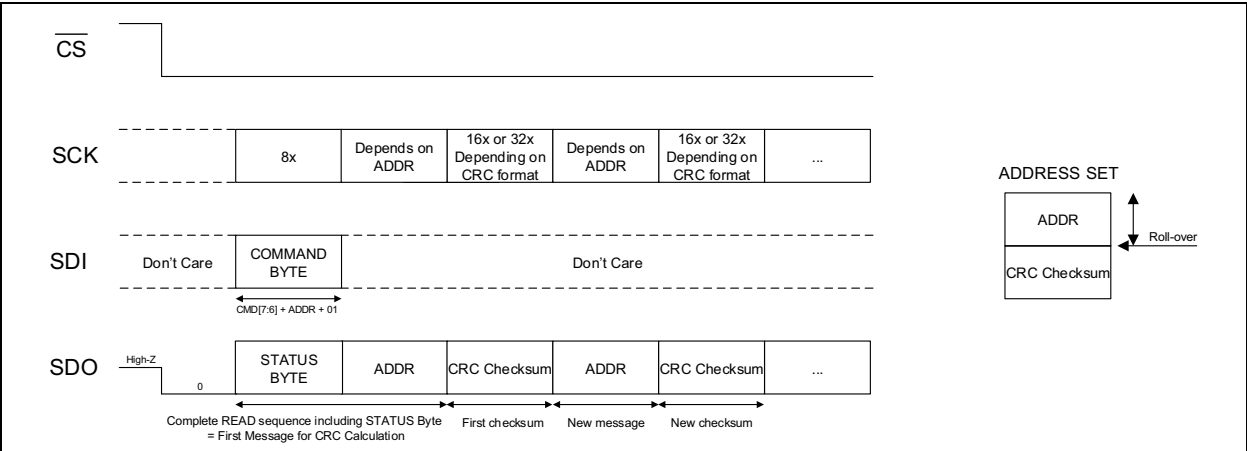 CS
SCK
8x
Depends on
ADDR
16x or 32x
Depending on
CRC format
Depends on
ADDR
16x or 32x
Depending on
CRC format
...
SDI
Don't Care
COMMAND
BYTE
Don't Care
CMD[7:6] + ADDR + 01
SDO
High-Z
0
STATUS
BYTE
ADDR
CRC Checksum
ADDR
CRC Checksum
...
Complete READ sequence including STATUS Byte
= First Message for CRC Calculation
First checksum
New message
New checksum
ADDRESS SET
ADDR
Roll-over
CRC Checksum